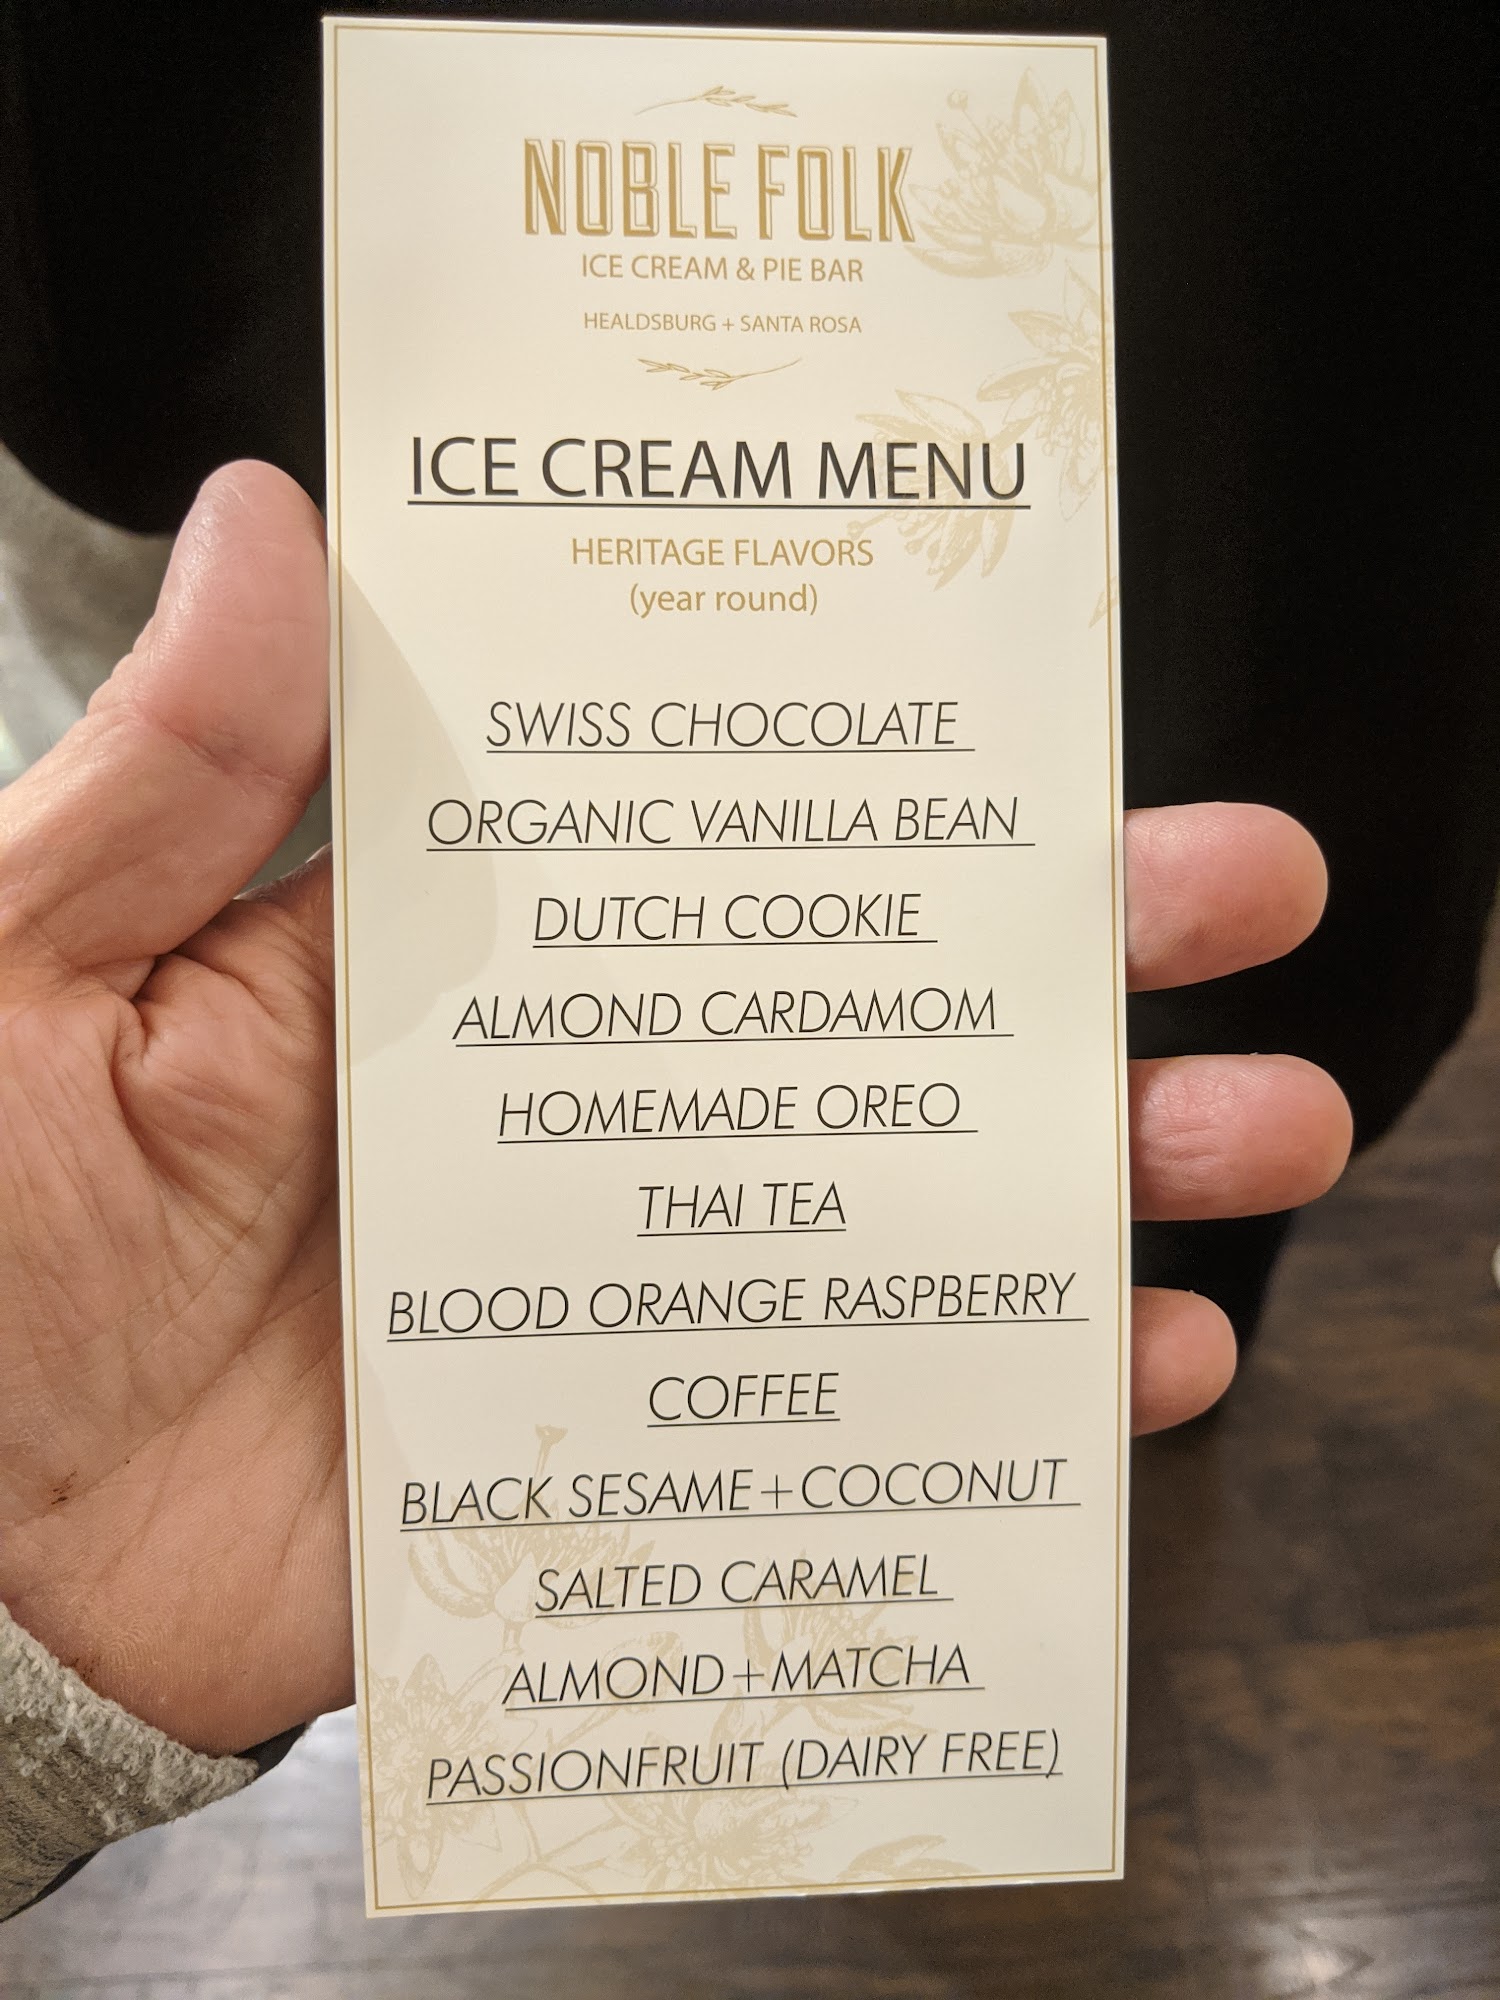 NOBLE FOLK
ICE CREAM & PIE BAR
HEALDSBURG + SANTA ROSA
ICE CREAM MENU
HERITAGE FLAVORS
(year round)
SWISS CHOCOLATE
ORGANIC VANILLA BEAN
DUTCH COOKIE
ALMOND CARDAMOM
HOMEMADE OREO
THAI TEA
BLOOD ORANGE RASPBERRY
COFFEE
BLACK SESAME+COCONUT
SALTED CARAMEL
ALMOND+MATCHA
PASSIONFRUIT (DAIRY FREE)